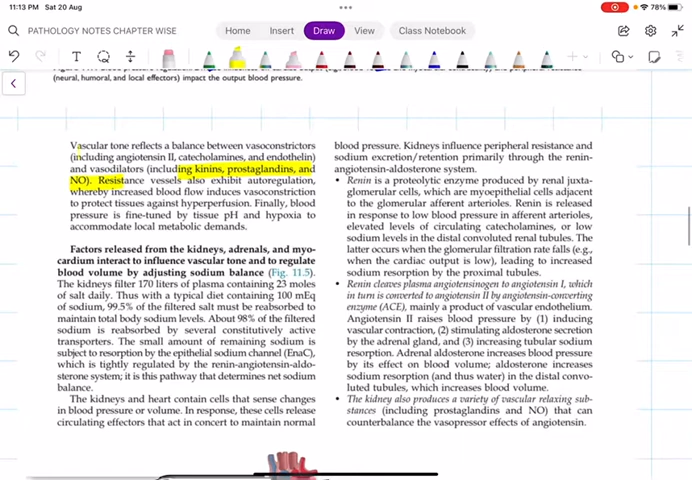 11:13 PM Sat 20 Aug
78%
PATHOLOGY NOTES CHAPTER WISE
Home Insert Draw View Class Notebook
(neural, humoral, and local effectors) impact the output blood pressure.
Vascular tone reflects a balance between vasoconstrictors
(including angiotensin II, catecholamines, and endothelin)
and vasodilators (including kinins, prostaglandins, and
NO). Resistance vessels also exhibit autoregulation,
whereby increased blood flow induces vasoconstriction
to protect tissues against hyperperfusion. Finally, blood
pressure is fine-tuned by tissue pH and hypoxia to
accommodate local metabolic demands.
Factors released from the kidneys, adrenals, and myo-
cardium interact to influence vascular tone and to regulate
blood volume by adjusting sodium balance (Fig. 11.5).
The kidneys filter 170 liters of plasma containing 23 moles
of salt daily. Thus with a typical diet containing 100 mEq
of sodium, 99.5% of the filtered salt must be reabsorbed to
maintain total body sodium levels. About 98% of the filtered
sodium is reabsorbed by several constitutively active
transporters. The small amount of remaining sodium is
subject to resorption by the epithelial sodium channel (EnaC),
which is tightly regulated by the renin-angiotensin-aldo-
sterone system; it is this pathway that determines net sodium
balance.
The kidneys and heart contain cells that sense changes
in blood pressure or volume. In response, these cells release
circulating effectors that act in concert to maintain normal
blood pressure. Kidneys influence peripheral resistance and
sodium excretion/retention primarily through the renin-
angiotensin-aldosterone system.
• Renin is a proteolytic enzyme produced by renal juxta-
glomerular cells, which are myoepithelial cells adjacent
to the glomerular afferent arterioles. Renin is released
in response to low blood pressure in afferent arterioles,
elevated levels of circulating catecholamines, or low
sodium levels in the distal convoluted renal tubules. The
latter occurs when the glomerular filtration rate falls (e.g.,
when the cardiac output is low), leading to increased
sodium resorption by the proximal tubules.
• Renin cleaves plasma angiotensinogen to angiotensin I, which
in turn is converted to angiotensin II by angiotensin-converting
enzyme (ACE), mainly a product of vascular endothelium.
Angiotensin II raises blood pressure by (1) inducing
vascular contraction, (2) stimulating aldosterone secretion
by the adrenal gland, and (3) increasing tubular sodium
resorption. Adrenal aldosterone increases blood pressure
by its effect on blood volume; aldosterone increases
sodium resorption (and thus water) in the distal convo-
luted tubules, which increases blood volume.
• The kidney also produces a variety of vascular relaxing sub-
stances (including prostaglandins and NO) that can
counterbalance the vasopressor effects of angiotensin.